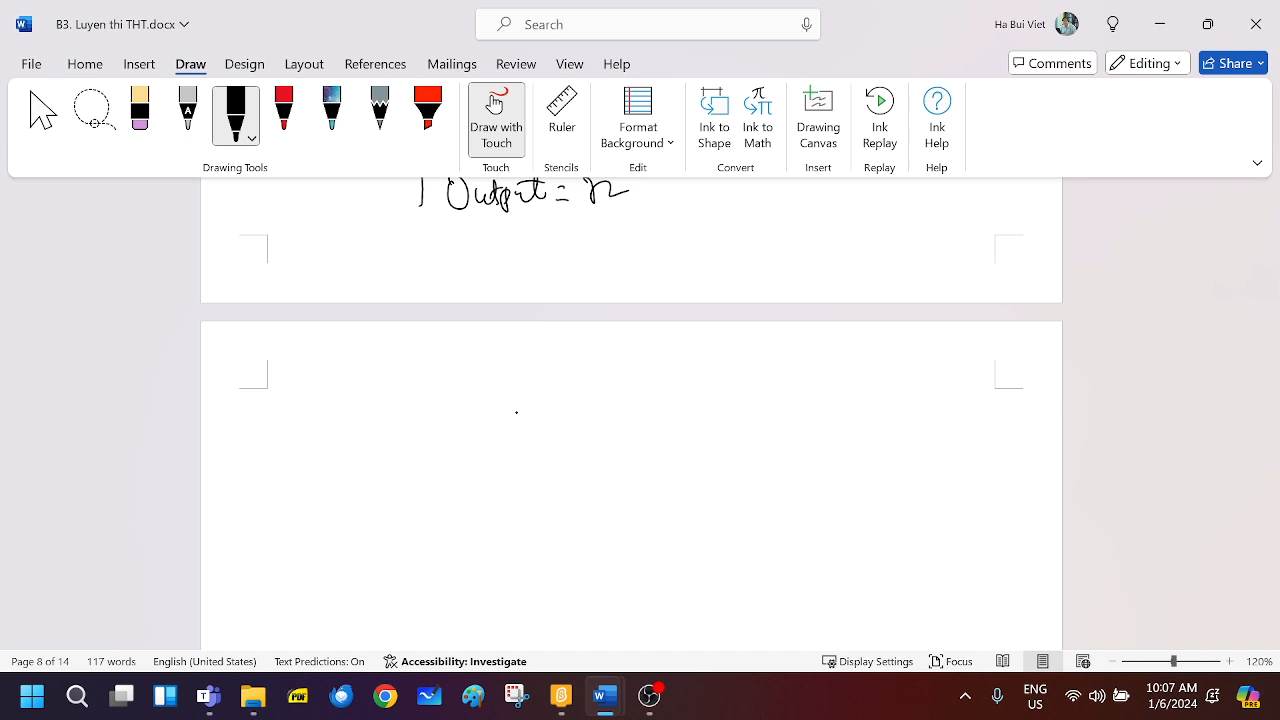 B3. Luyen thi THT.docx
Search
Ha Bui Viet
File Home Insert Draw Design Layout References Mailings Review View Help
Comments Editing Share
A
Draw with Touch Ruler Format Background Ink to Shape Ink to Math Drawing Canvas Ink Replay Ink Help
Drawing Tools Touch Stencils Edit Convert Insert Replay Help
Output = n
Page 8 of 14 117 words English (United States) Text Predictions: On Accessibility: Investigate Display Settings Focus 120%
PDF ENG US 10:07 AM 1/6/2024 PRE